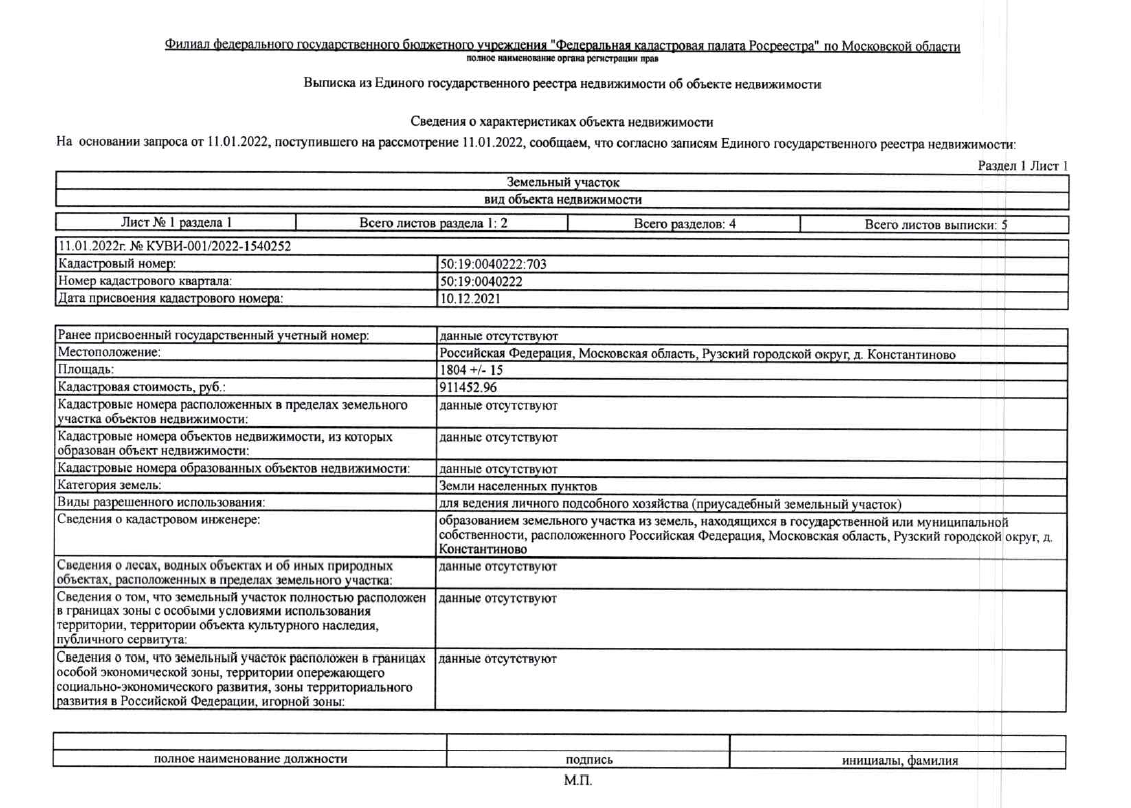 Филиал федерального государственного бюджетного учреждения "Федеральная кадастровая палата Росреестра" по Московской области
полное наименование органа регистрации прав
Выписка из Единого государственного реестра недвижимости об объекте недвижимости
Сведения о характеристиках объекта недвижимости
На основании запроса от 11.01.2022, поступившего на рассмотрение 11.01.2022, сообщаем, что согласно записям Единого государственного реестра недвижимости:
Раздел 1 Лист 1
Земельный участок
вид объекта недвижимости
Лист № 1 раздела 1 Всего листов раздела 1: 2 Всего разделов: 4 Всего листов выписки: 5
11.01.2022г. № КУВИ-001/2022-1540252
Кадастровый номер: 50:19:0040222:703
Номер кадастрового квартала: 50:19:0040222
Дата присвоения кадастрового номера: 10.12.2021
Ранее присвоенный государственный учетный номер: данные отсутствуют
Местоположение: Российская Федерация, Московская область, Рузский городской округ, д. Константиново
Площадь: 1804 +/- 15
Кадастровая стоимость, руб.: 911452.96
Кадастровые номера расположенных в пределах земельного данные отсутствуют
участка объектов недвижимости:
Кадастровые номера объектов недвижимости, из которых данные отсутствуют
образован объект недвижимости:
Кадастровые номера образованных объектов недвижимости: данные отсутствуют
Категория земель: Земли населенных пунктов
Виды разрешенного использования: для ведения личного подсобного хозяйства (приусадебный земельный участок)
Сведения о кадастровом инженере: образованием земельного участка из земель, находящихся в государственной или муниципальной
собственности, расположенного Российская Федерация, Московская область, Рузский городской округ, д.
Константиново
Сведения о лесах, водных объектах и об иных природных данные отсутствуют
объектах, расположенных в пределах земельного участка:
Сведения о том, что земельный участок полностью расположен данные отсутствуют
в границах зоны с особыми условиями использования
территории, территории объекта культурного наследия,
публичного сервитута:
Сведения о том, что земельный участок расположен в границах данные отсутствуют
особой экономической зоны, территории опережающего
социально-экономического развития, зоны территориального
развития в Российской Федерации, игорной зоны:
полное наименование должности подпись инициалы, фамилия
М.П.